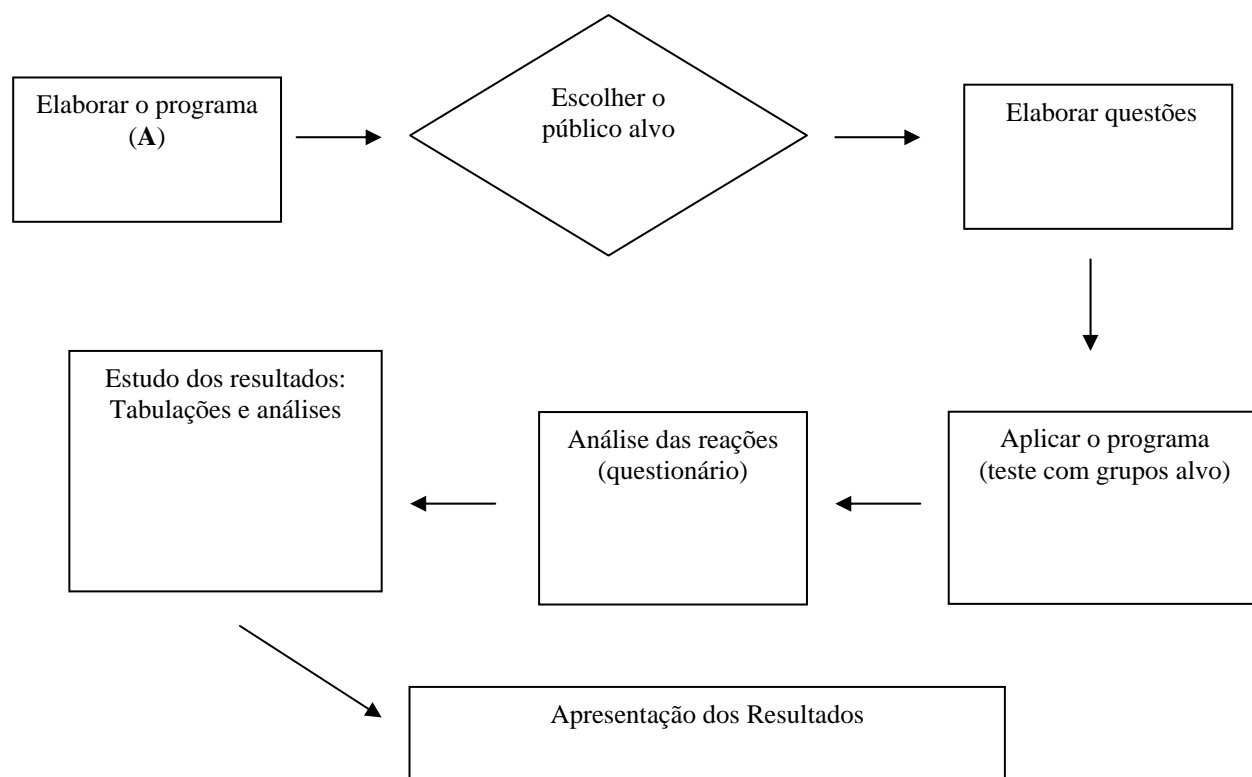 Elaborar o programa
(A)
Escolher o
público alvo
Elaborar questões
Aplicar o programa
(teste com grupos alvo)
Análise das reações
(questionário)
Estudo dos resultados:
Tabulações e análises
Apresentação dos Resultados